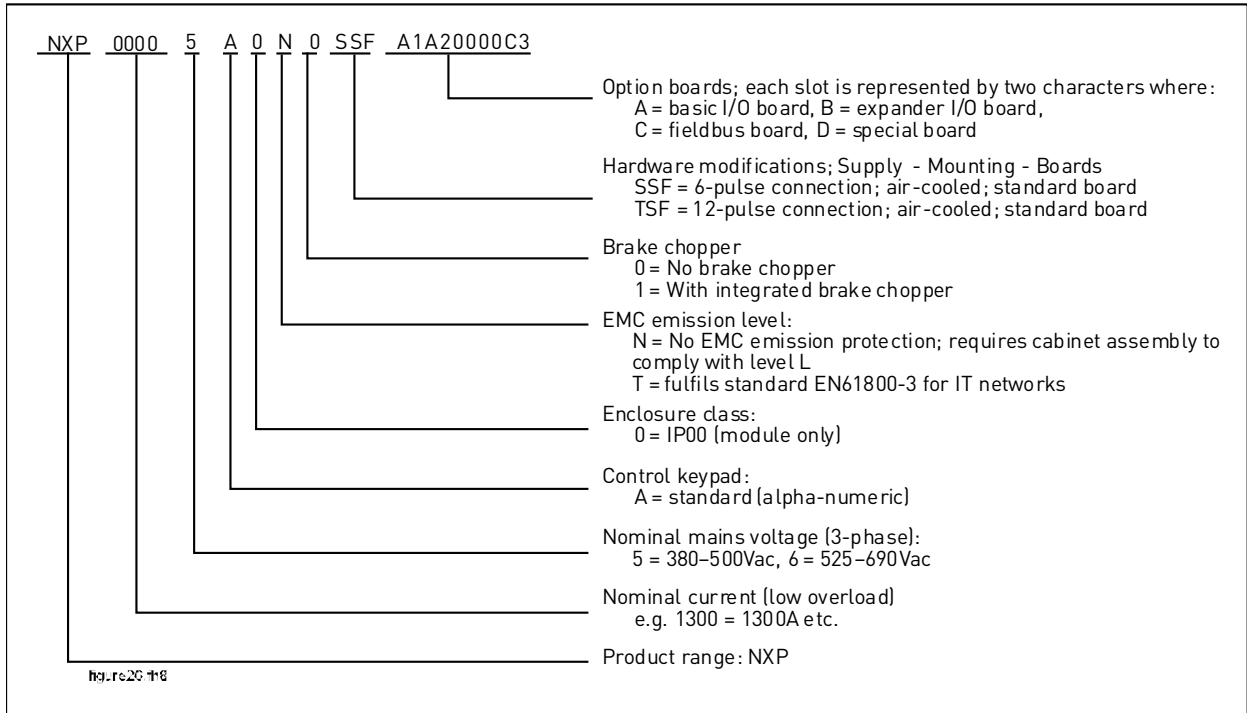 NXP 0000 5 A 0 N 0 SSF A1A20000C3
Option boards; each slot is represented by two characters where:
A = basic I/O board, B = expander I/O board,
C = fieldbus board, D = special board
Hardware modifications; Supply - Mounting - Boards
SSF = 6-pulse connection; air-cooled; standard board
TSF = 12-pulse connection; air-cooled; standard board
Brake chopper
0 = No brake chopper
1 = With integrated brake chopper
EMC emission level:
N = No EMC emission protection; requires cabinet assembly to
comply with level L
T = fulfils standard EN61800-3 for IT networks
Enclosure class:
0 = IP00 (module only)
Control keypad:
A = standard (alpha-numeric)
Nominal mains voltage (3-phase):
5 = 380–500Vac, 6 = 525–690Vac
Nominal current (low overload)
e.g. 1300 = 1300A etc.
Product range: NXP